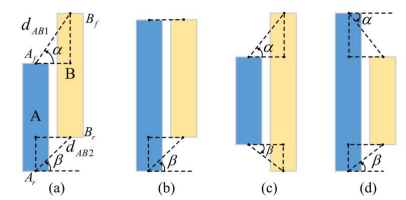 d_{AB1} B_f
A_f α B
A
B_r
d_{AB2}
A_r β
(a)
β
(b)
α
β
(c)
α
β
(d)